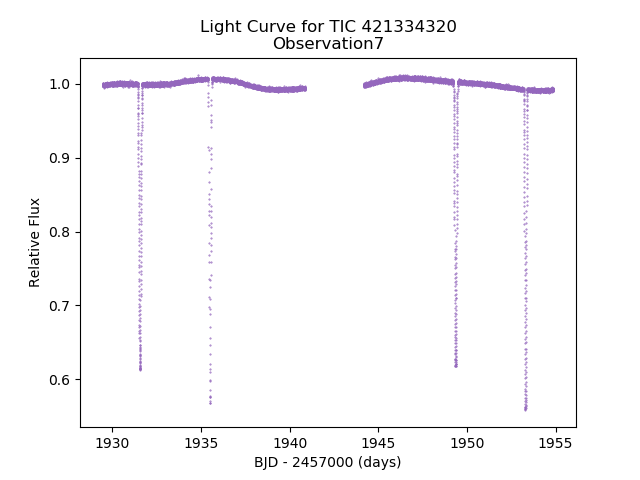 Light Curve for TIC 421334320
Observation7
1.0
0.9
0.8
0.7
0.6
Relative Flux
1930
1935
1940
1945
1950
1955
BJD - 2457000 (days)